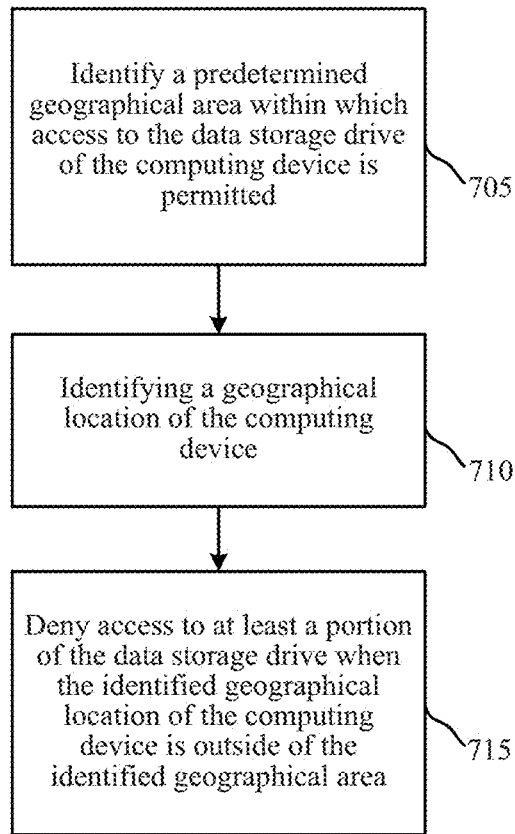 Identify a predetermined
geographical area within which
access to the data storage drive
of the computing device is
permitted
705
Identifying a geographical
location of the computing
device
710
Deny access to at least a portion
of the data storage drive when
the identified geographical
location of the computing
device is outside of the
identified geographical area
715